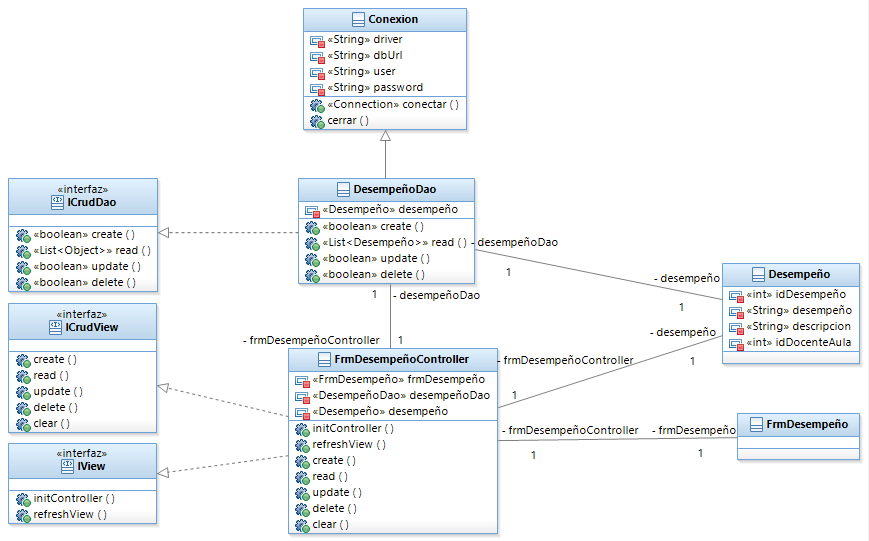 Conexion
«String» driver
«String» dbUrl
«String» user
«String» password
«Connection» conectar ( )
cerrar ( )
«interfaz»
ICrudDao
«boolean» create ( )
«List<Object>» read ( )
«boolean» update ( )
«boolean» delete ( )
DesempeñoDao
«Desempeño» desempeño
«boolean» create ( )
«List<Desempeño>» read ( )
«boolean» update ( )
«boolean» delete ( )
- desempeñoDao
1
- desempeño
1
Desempeño
«int» idDesempeño
«String» desempeño
«String» descripcion
«int» idDocenteAula
1
- desempeñoDao
- frmDesempeñoController
1
«interfaz»
ICrudView
create ( )
read ( )
update ( )
delete ( )
clear ( )
FrmDesempeñoController
«FrmDesempeño» frmDesempeño
«DesempeñoDao» desempeñoDao
«Desempeño» desempeño
initController ( )
refreshView ( )
create ( )
read ( )
update ( )
delete ( )
clear ( )
- desempeño
1
- frmDesempeñoController
1
- frmDesempeñoController
1
- frmDesempeño
1
FrmDesempeño
«interfaz»
IView
initController ( )
refreshView ( )